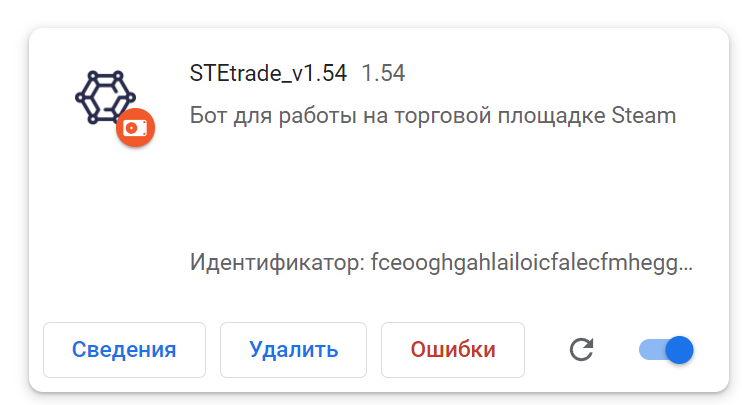 STEtrade_v1.54 1.54
Бот для работы на торговой площадке Steam
Идентификатор: fceooghgahlailoicfalecfmhegg…
Сведения Удалить Ошибки